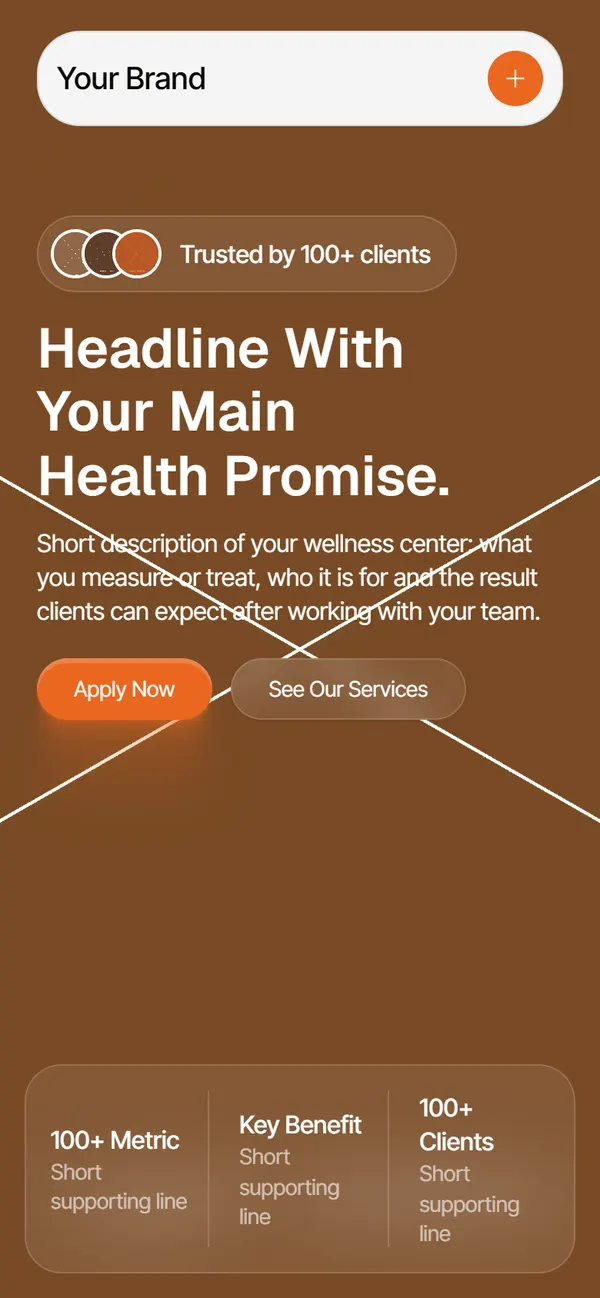 Your Brand
Trusted by 100+ clients
Headline With
Your Main
Health Promise.
Short description of your wellness center: what
you measure or treat, who it is for and the result
clients can expect after working with your team.
Apply Now
See Our Services
100+ Metric
Short
supporting line
Key Benefit
Short
supporting
line
100+
Clients
Short
supporting
line